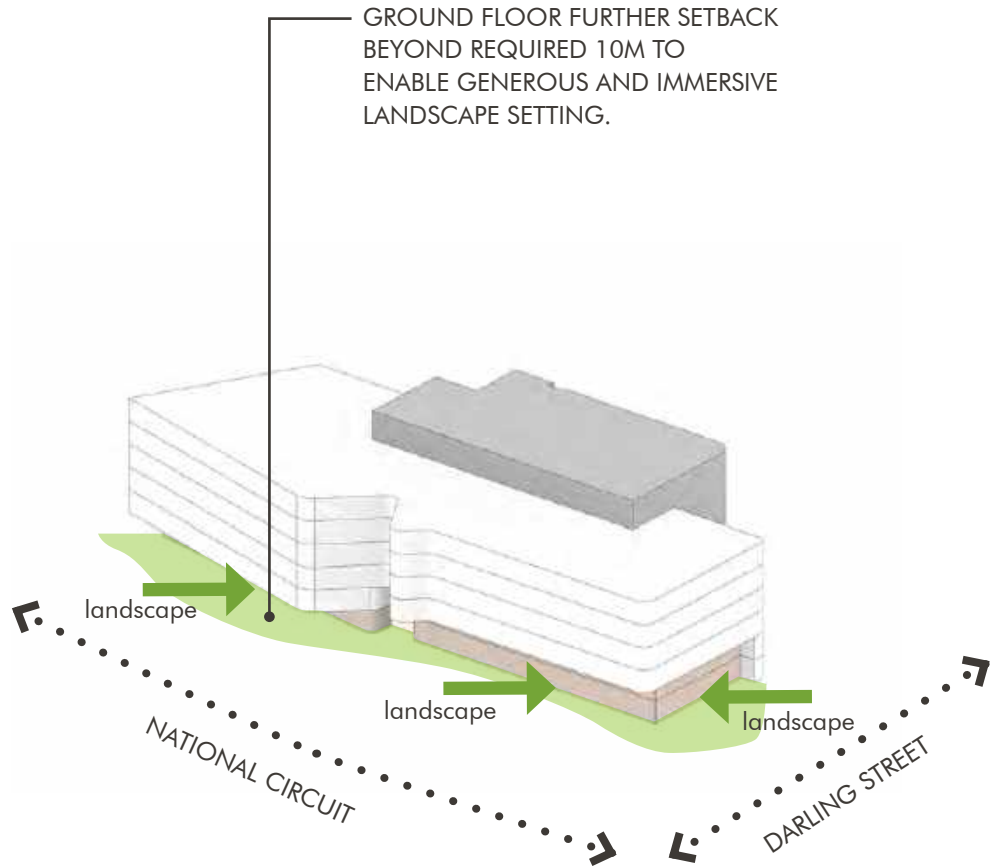 GROUND FLOOR FURTHER SETBACK
BEYOND REQUIRED 10M TO
ENABLE GENEROUS AND IMMERSIVE
LANDSCAPE SETTING.
landscape
landscape
landscape
NATIONAL CIRCUIT
DARLING STREET